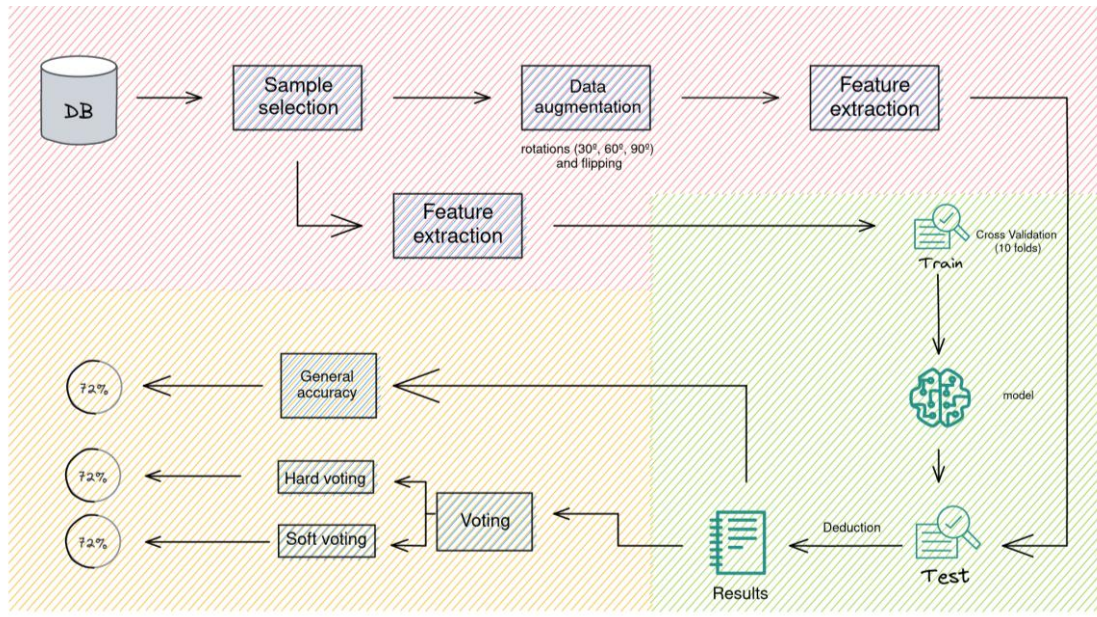 DB
Sample
selection
Data
augmentation
rotations (30º, 60º, 90º)
and flipping
Feature
extraction
Feature
extraction
Train
Cross Validation
(10 folds)
model
General
accuracy
72%
Hard voting
72%
Soft voting
72%
Voting
Results
Deduction
Test